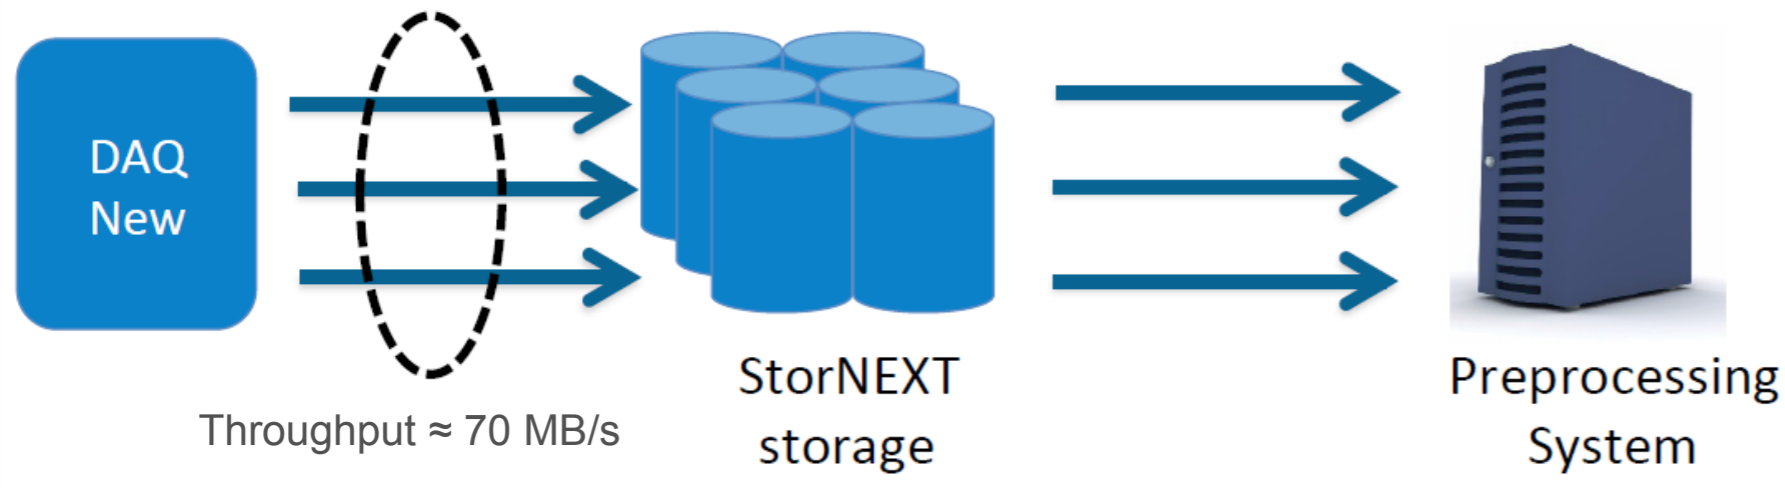 DAQ
New
Throughput ≈ 70 MB/s
StorNEXT
storage
Preprocessing
System